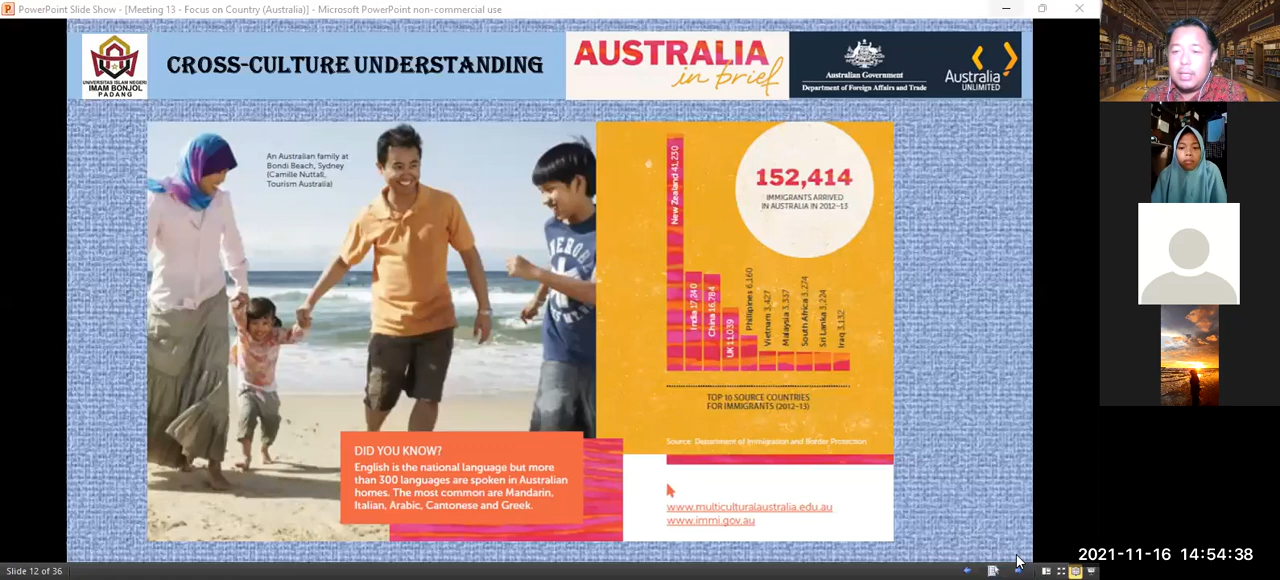 PowerPoint Slide Show - [Meeting 13 - Focus on Country (Australia)] - Microsoft PowerPoint non-commercial use
UNIVERSITAS ISLAM NEGERI
IMAM BONJOL
PADANG
CROSS-CULTURE UNDERSTANDING
AUSTRALIA
in brief
Australian Government
Department of Foreign Affairs and Trade
Australia
UNLIMITED
An Australian family at
Bondi Beach, Sydney
(Camille Nuttall,
Tourism Australia)
152,414
IMMIGRANTS ARRIVED
IN AUSTRALIA IN 2012–13
New Zealand 41,230
India 17,240
China 16,784
UK 11,039
Phillipines 6,160
Vietnam 3,427
Malaysia 3,337
South Africa 3,274
Sri Lanka 3,224
Iraq 3,132
TOP 10 SOURCE COUNTRIES
FOR IMMIGRANTS (2012–13)
Source: Department of Immigration and Border Protection
DID YOU KNOW?
English is the national language but more
than 300 languages are spoken in Australian
homes. The most common are Mandarin,
Italian, Arabic, Cantonese and Greek.
www.multiculturalaustralia.edu.au
www.immi.gov.au
2021-11-16 14:54:38
Slide 12 of 36